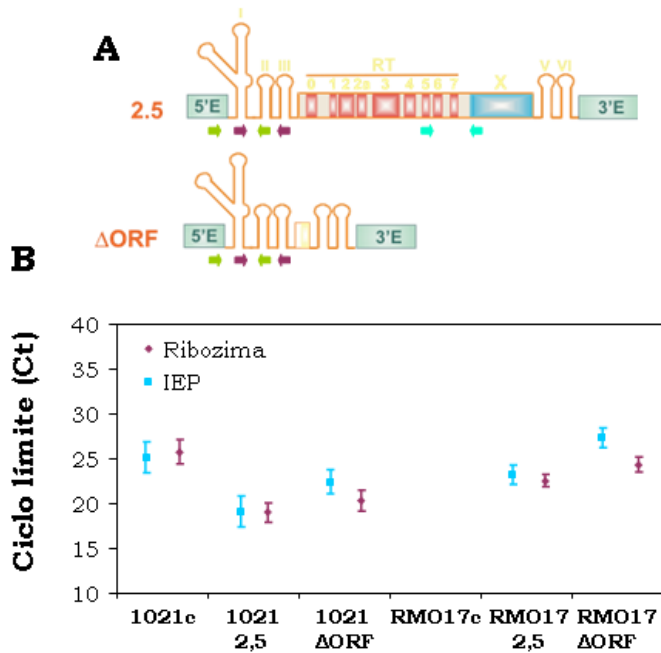 A
I
II
III
RT
X
V
VI
0
1
2
2a
3
4
5
6
7
2.5
5'E
3'E
ΔORF
5'E
3'E
B
Ciclo límite (Ct)
40
35
30
25
20
15
10
Ribozima
IEP
1021c
1021
2,5
1021
ΔORF
RMO17c
RMO17
2,5
RMO17
ΔORF